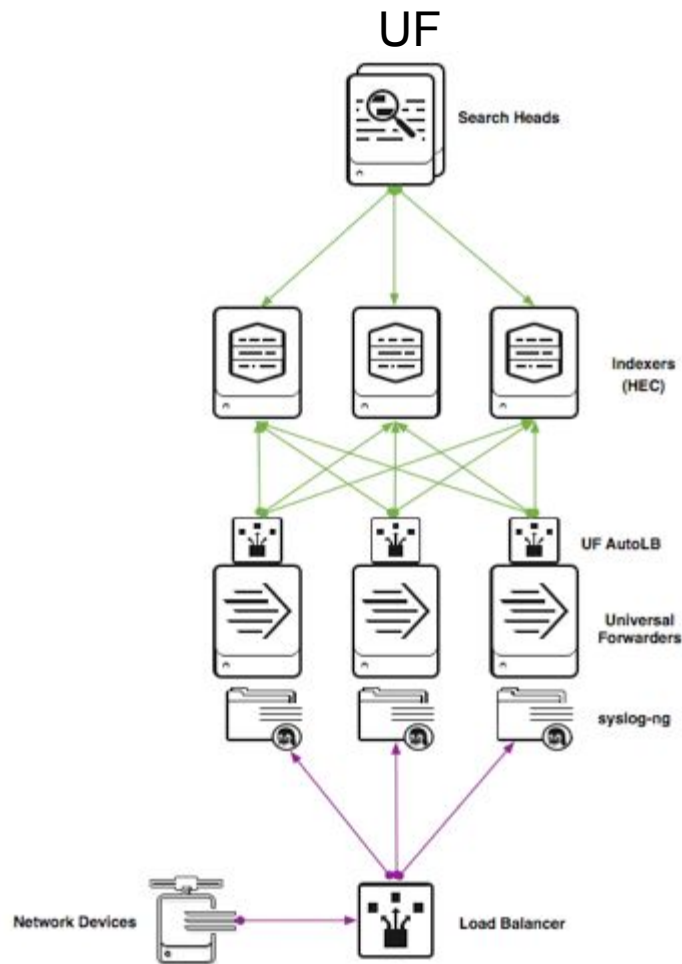 UF
Search Heads
Indexers
(HEC)
UF AutoLB
Universal
Forwarders
syslog-ng
Network Devices
Load Balancer